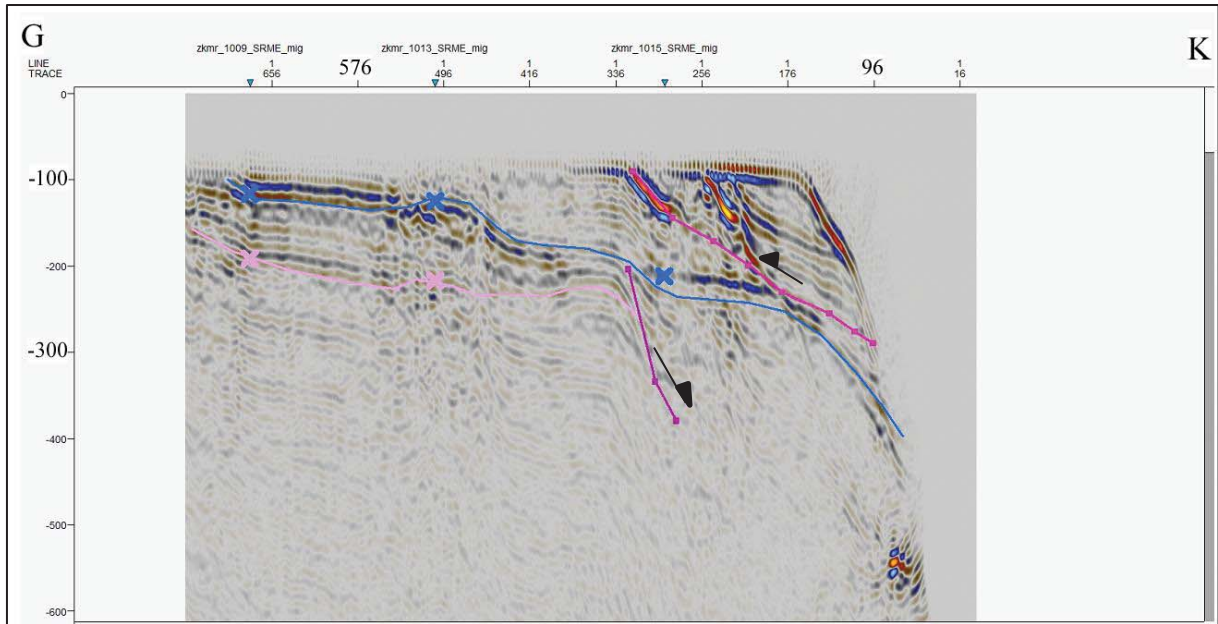 G
K
zkmr_1009_SRME_mig zkmr_1013_SRME_mig zkmr_1015_SRME_mig
LINE 1 1 1 1 1 1 1
TRACE 656 576 496 416 336 256 176 96 16
0
-100
-200
-300
-400
-500
-600